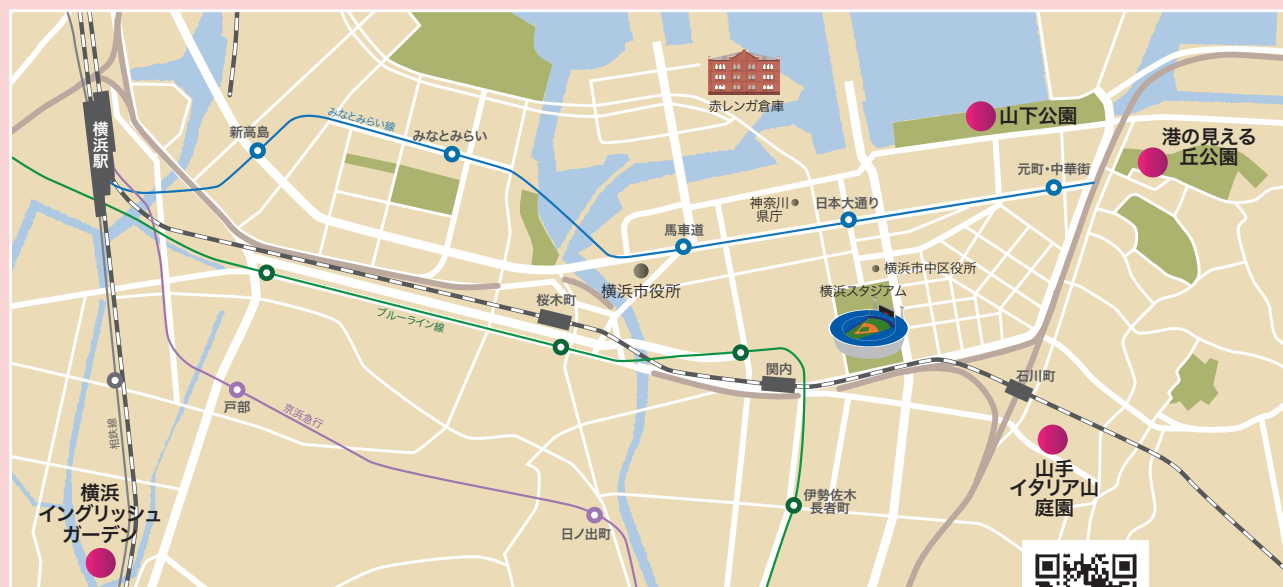 横浜駅
新高島
みなとみらい線
みなとみらい
赤レンガ倉庫
山下公園
港の見える
丘公園
元町・中華街
神奈川
県庁
日本大通り
馬車道
横浜市役所
横浜市中区役所
横浜スタジアム
桜木町
ブルーライン線
関内
石川町
戸部
京浜急行
相鉄線
横浜
イングリッシュ
ガーデン
日ノ出町
伊勢佐木
長者町
山手
イタリア山
庭園